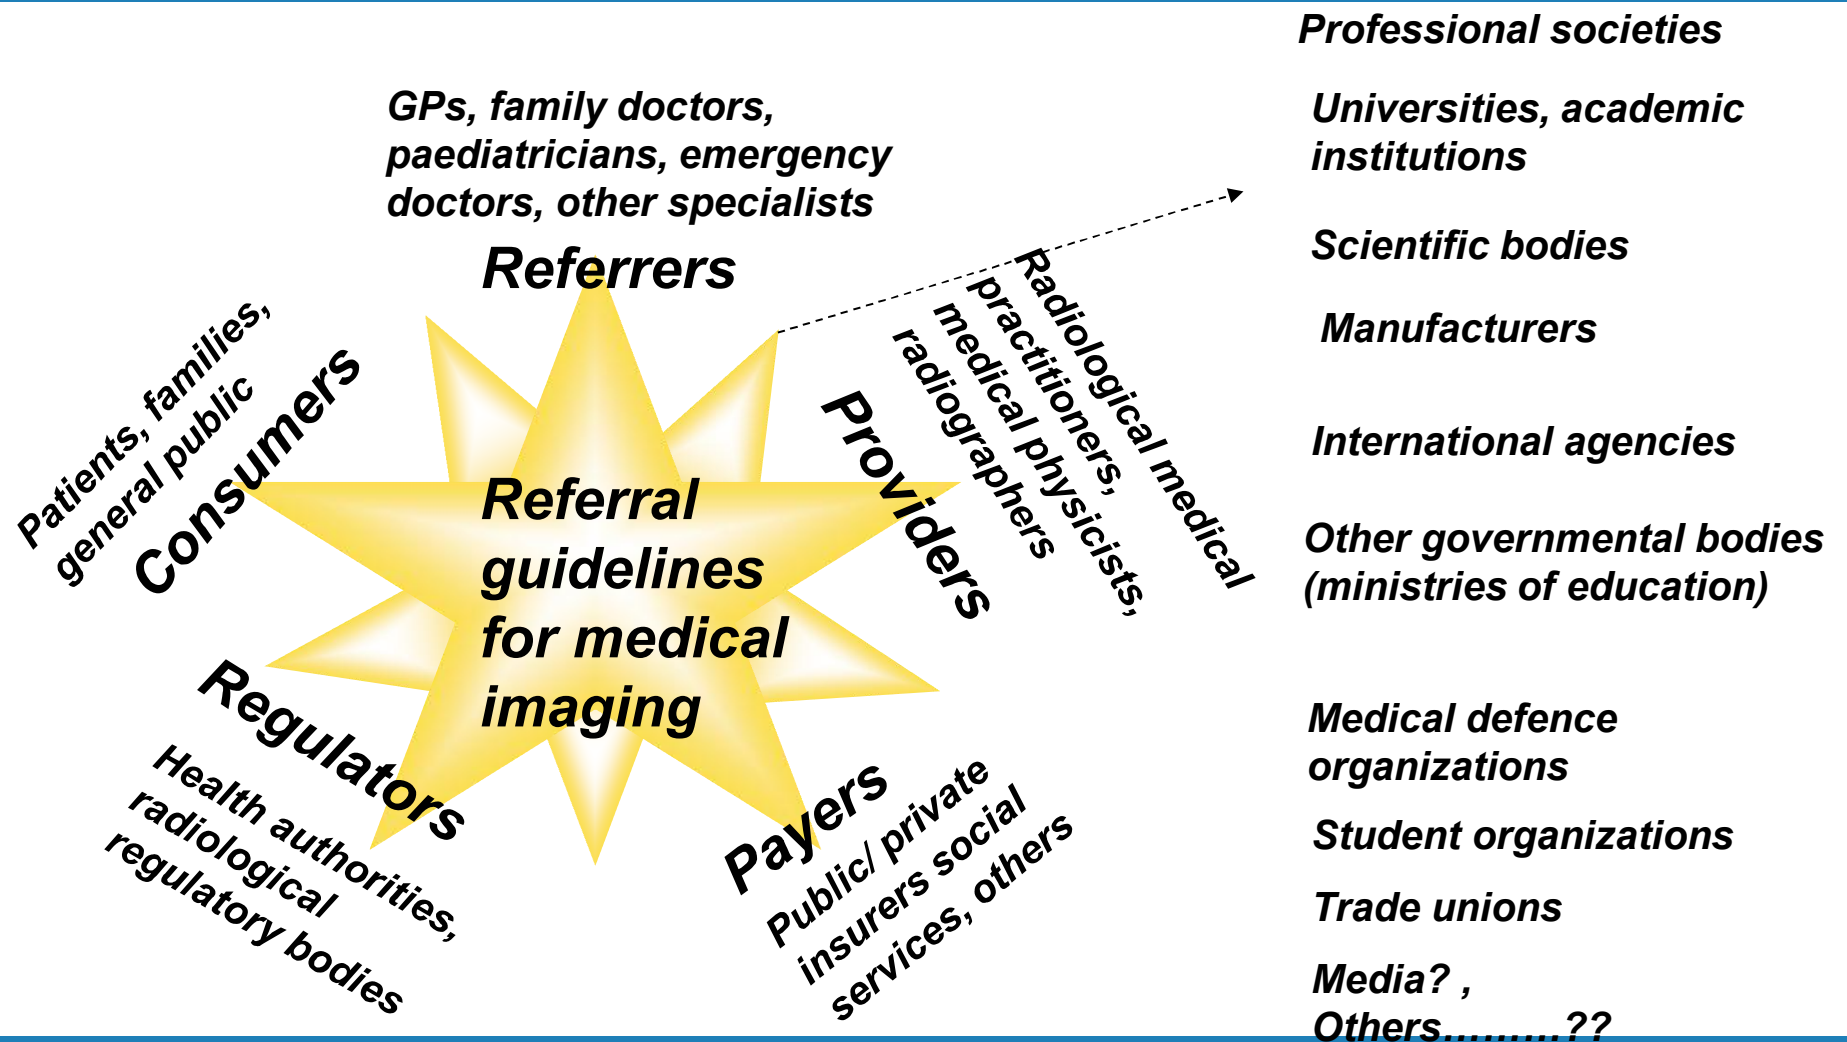 GPs, family doctors,
paediatricians, emergency
doctors, other specialists
Referrers
Patients, families,
general public
Consumers
Referral
guidelines
for medical
imaging
Providers
Radiological medical
practitioners,
medical physicists,
radiographers
Regulators
Health authorities,
radiological
regulatory bodies
Payers
Public/ private
insurers social
services, others
Professional societies
Universities, academic
institutions
Scientific bodies
Manufacturers
International agencies
Other governmental bodies
(ministries of education)
Medical defence
organizations
Student organizations
Trade unions
Media? ,
Others………??